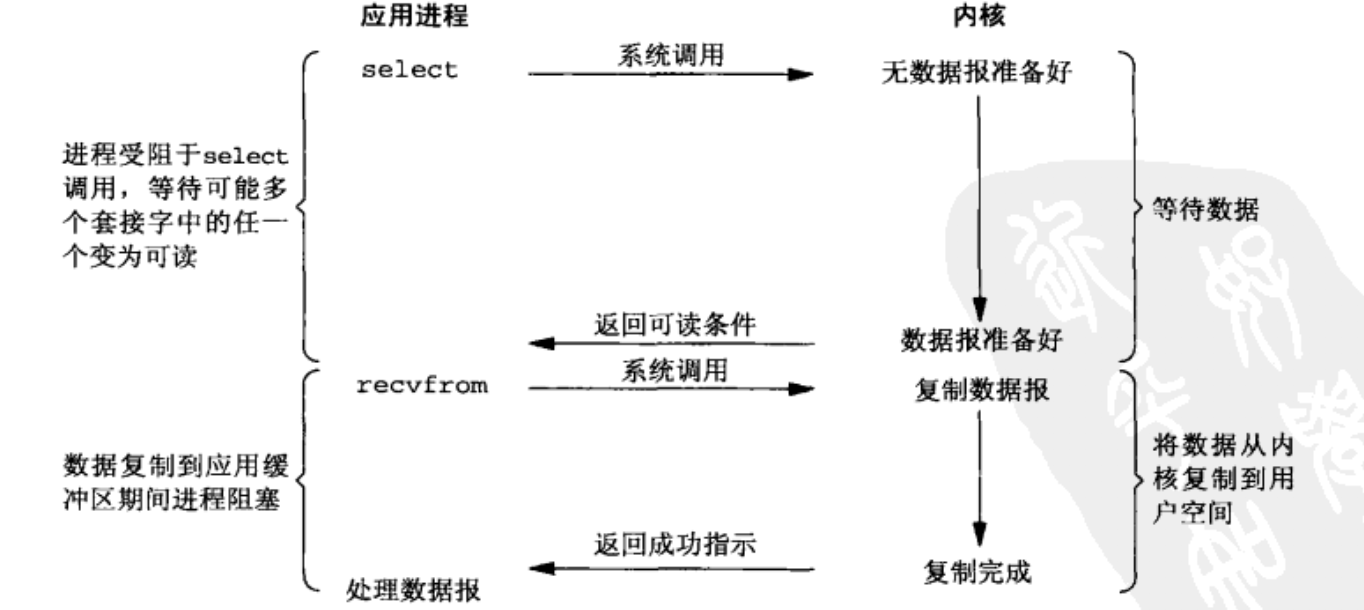 应用进程
内核
select
系统调用
无数据报准备好
进程受阻于select
调用，等待可能多
个套接字中的任一
个变为可读
等待数据
返回可读条件
数据报准备好
recvfrom
系统调用
复制数据报
数据复制到应用缓
冲区期间进程阻塞
将数据从内
核复制到用
户空间
返回成功指示
复制完成
处理数据报